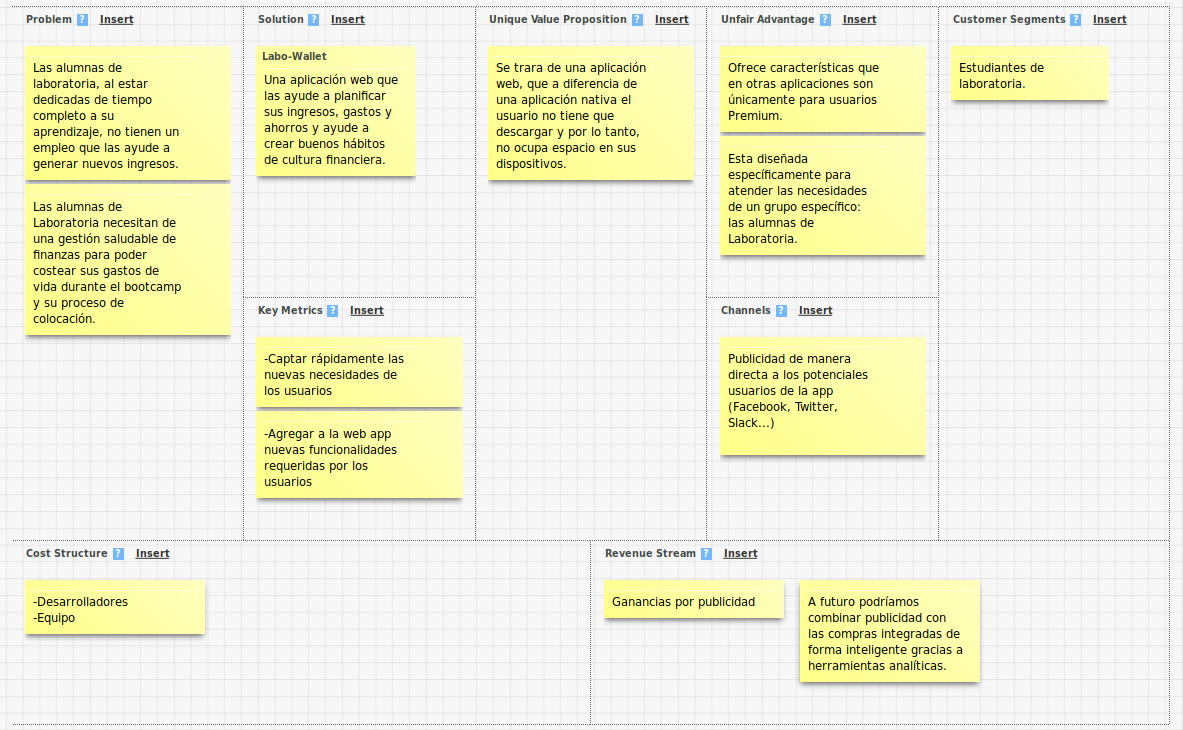 Problem ? Insert
Las alumnas de
laboratoria, al estar
dedicadas de tiempo
completo a su
aprendizaje, no tienen un
empleo que las ayude a
generar nuevos ingresos.
Las alumnas de
Laboratoria necesitan de
una gestión saludable de
finanzas para poder
costear sus gastos de
vida durante el bootcamp
y su proceso de
colocación.
Solution ? Insert
Labo-Wallet
Una aplicación web que
las ayude a planificar
sus ingresos, gastos y
ahorros y ayude a
crear buenos hábitos
de cultura financiera.
Key Metrics ? Insert
-Captar rápidamente las
nuevas necesidades de
los usuarios
-Agregar a la web app
nuevas funcionalidades
requeridas por los
usuarios
Unique Value Proposition ? Insert
Se trara de una aplicación
web, que a diferencia de
una aplicación nativa el
usuario no tiene que
descargar y por lo tanto,
no ocupa espacio en sus
dispositivos.
Unfair Advantage ? Insert
Ofrece características que
en otras aplicaciones son
únicamente para usuarios
Premium.
Esta diseñada
específicamente para
atender las necesidades
de un grupo específico:
las alumnas de
Laboratoria.
Channels ? Insert
Publicidad de manera
directa a los potenciales
usuarios de la app
(Facebook, Twitter,
Slack...)
Customer Segments ? Insert
Estudiantes de
laboratoria.
Cost Structure ? Insert
-Desarrolladores
-Equipo
Revenue Stream ? Insert
Ganancias por publicidad
A futuro podríamos
combinar publicidad con
las compras integradas de
forma inteligente gracias a
herramientas analíticas.